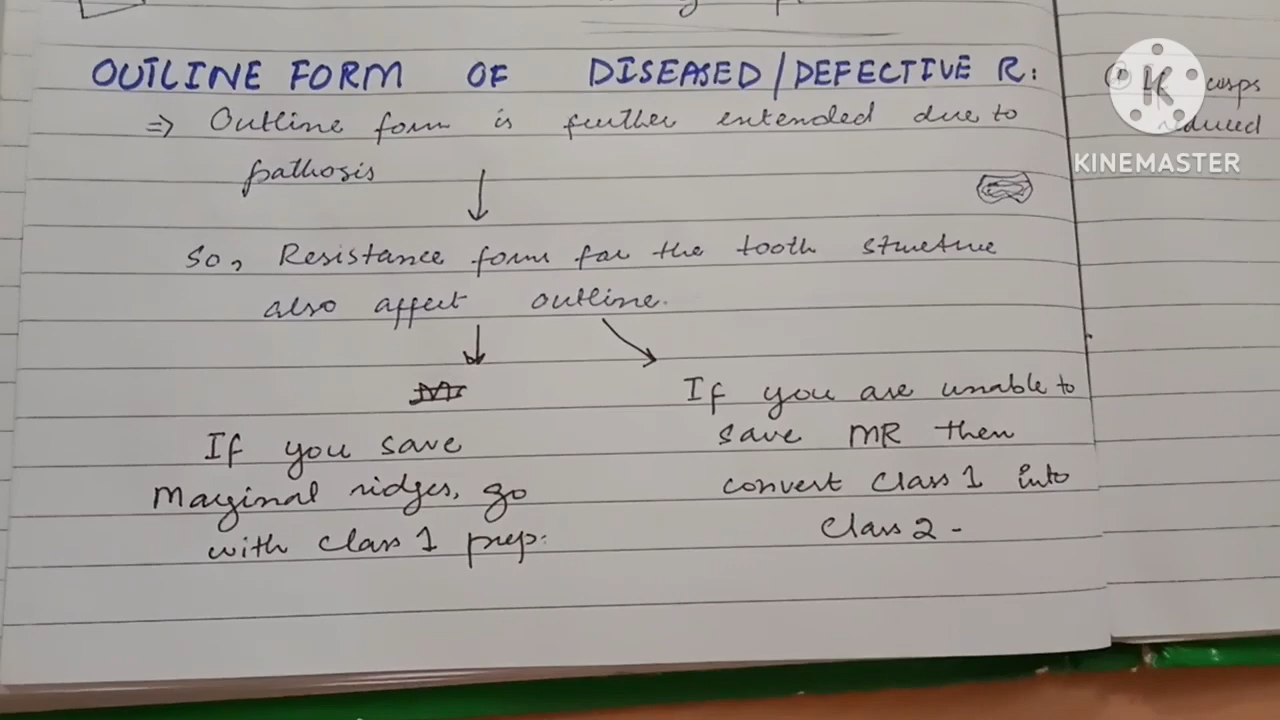 OUTLINE FORM OF DISEASED/DEFECTIVE R:
⇒ Outline form is further extended due to
pathosis
So, Resistance form for the tooth structure
also affect outline.
If you save
Marginal ridges, go
with class 1 prep.
If you are unable to
save MR then
convert class 1 into
class 2 -
① If cusps
reduced
KINEMASTER